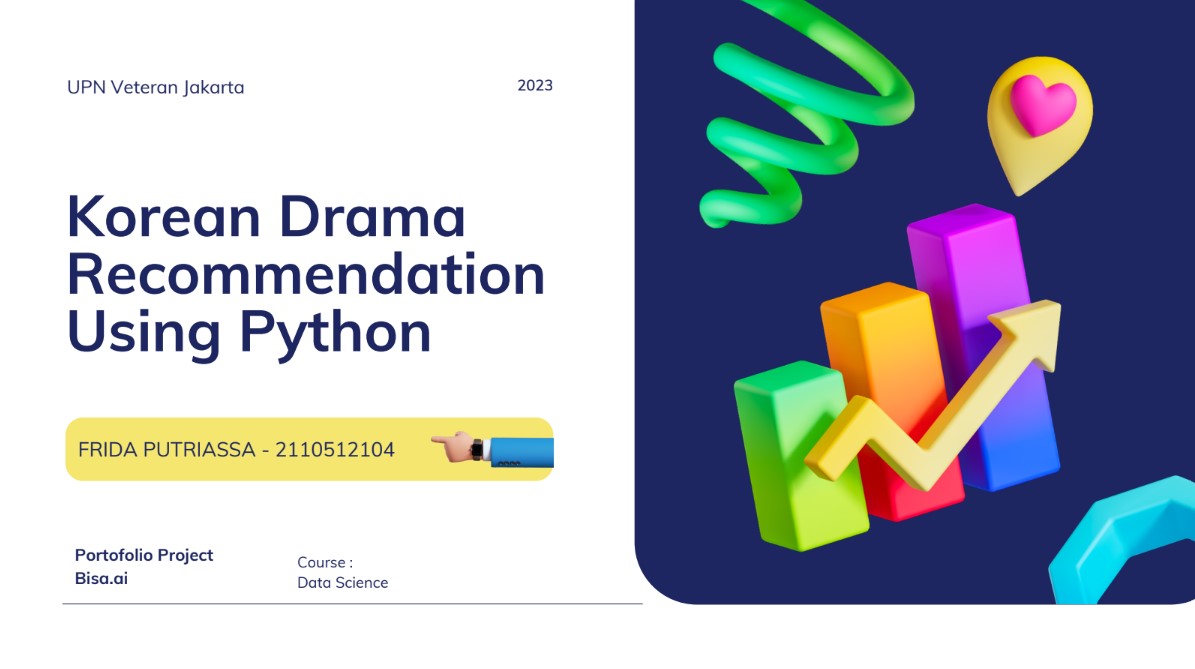 UPN Veteran Jakarta
2023
Korean Drama
Recommendation
Using Python
FRIDA PUTRIASSA - 2110512104
Portofolio Project
Bisa.ai
Course :
Data Science